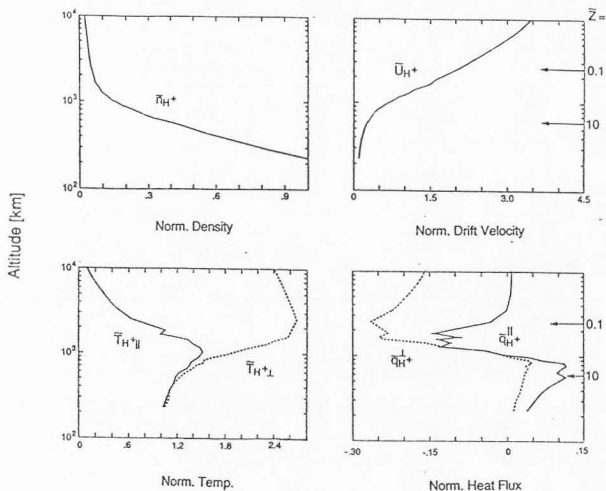 10⁴
10³
10²
0
.3
.6
.9
ñH+
Norm. Density
Z̃ =
0.1
10
ŨH+
0
1.5
3.0
4.5
Norm. Drift Velocity
Altitude [km]
10⁴
10³
10²
0
.6
1.2
1.8
2.4
T̃H+||
T̃H+⊥
Norm. Temp.
0.1
10
q̃H+||
q̃H+⊥
-.30
-.15
0
.15
Norm. Heat Flux